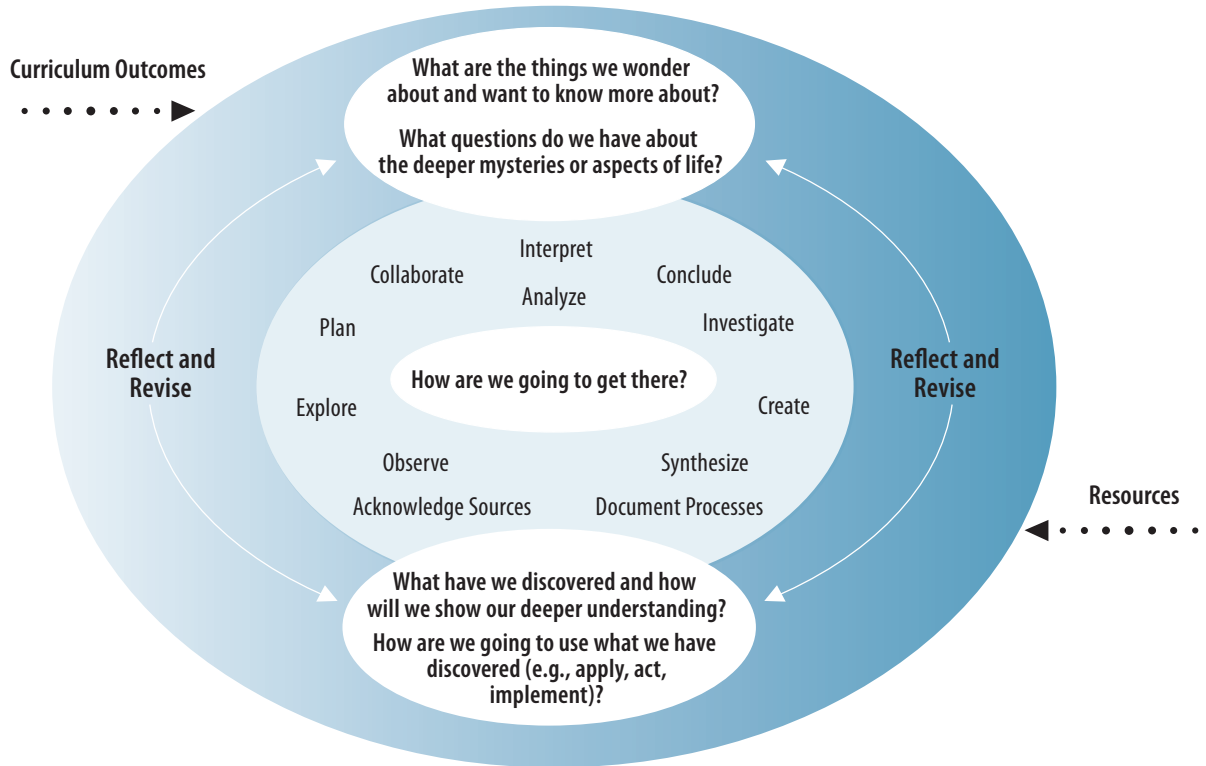 Curriculum Outcomes
What are the things we wonder
about and want to know more about?
What questions do we have about
the deeper mysteries or aspects of life?
Interpret
Collaborate
Conclude
Analyze
Plan
Investigate
Reflect and
Revise
How are we going to get there?
Reflect and
Revise
Explore
Create
Observe
Synthesize
Acknowledge Sources
Document Processes
Resources
What have we discovered and how
will we show our deeper understanding?
How are we going to use what we have
discovered (e.g., apply, act,
implement)?